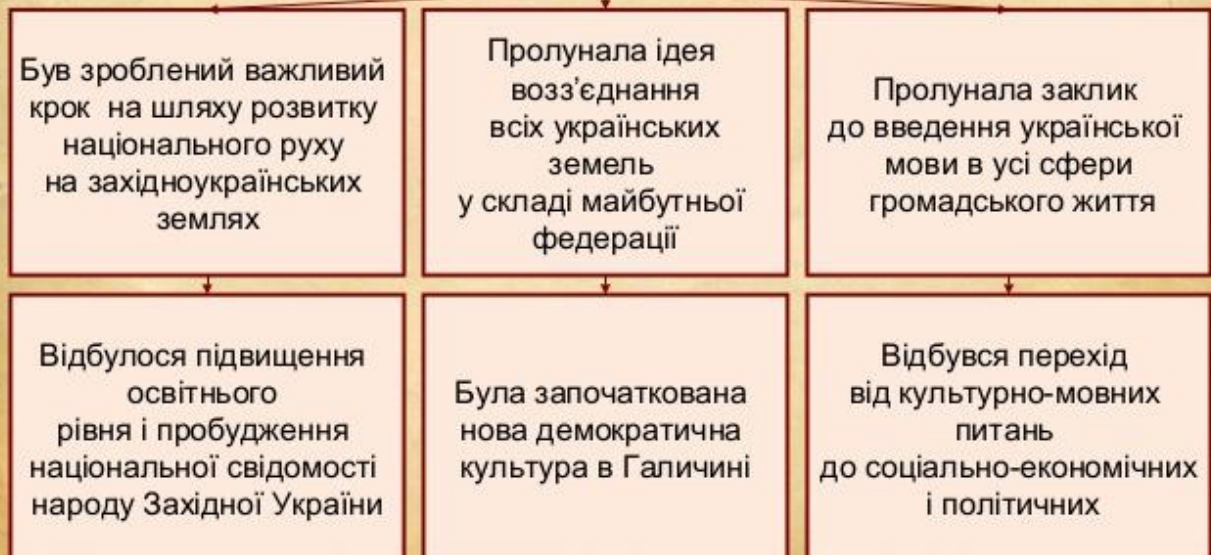 Був зроблений важливий
крок на шляху розвитку
національного руху
на західноукраїнських
землях
Пролунала ідея
возз’єднання
всіх українських
земель
у складі майбутньої
федерації
Пролунала заклик
до введення української
мови в усі сфери
громадського життя
Відбулося підвищення
освітнього
рівня і пробудження
національної свідомості
народу Західної України
Була започаткована
нова демократична
культура в Галичині
Відбувся перехід
від культурно-мовних
питань
до соціально-економічних
і політичних